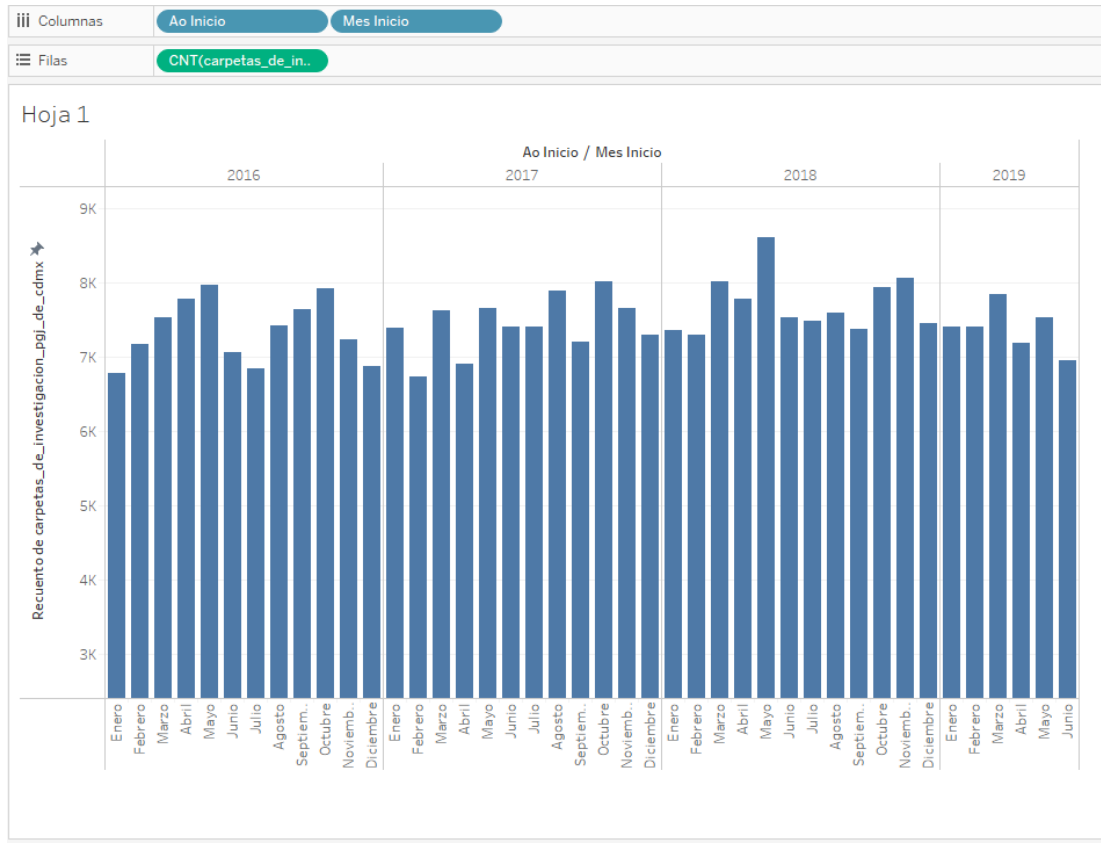 Columnas Ao Inicio Mes Inicio
Filas CNT(carpetas_de_in..
Hoja 1
Ao Inicio / Mes Inicio
2016 2017 2018 2019
Recuento de carpetas_de_investigacion_pgj_de_cdmx
9K
8K
7K
6K
5K
4K
3K
Enero Febrero Marzo Abril Mayo Junio Julio Agosto Septiem.. Octubre Noviemb.. Diciembre Enero Febrero Marzo Abril Mayo Junio Julio Agosto Septiem.. Octubre Noviemb.. Diciembre Enero Febrero Marzo Abril Mayo Junio Julio Agosto Septiem.. Octubre Noviemb.. Diciembre Enero Febrero Marzo Abril Mayo Junio